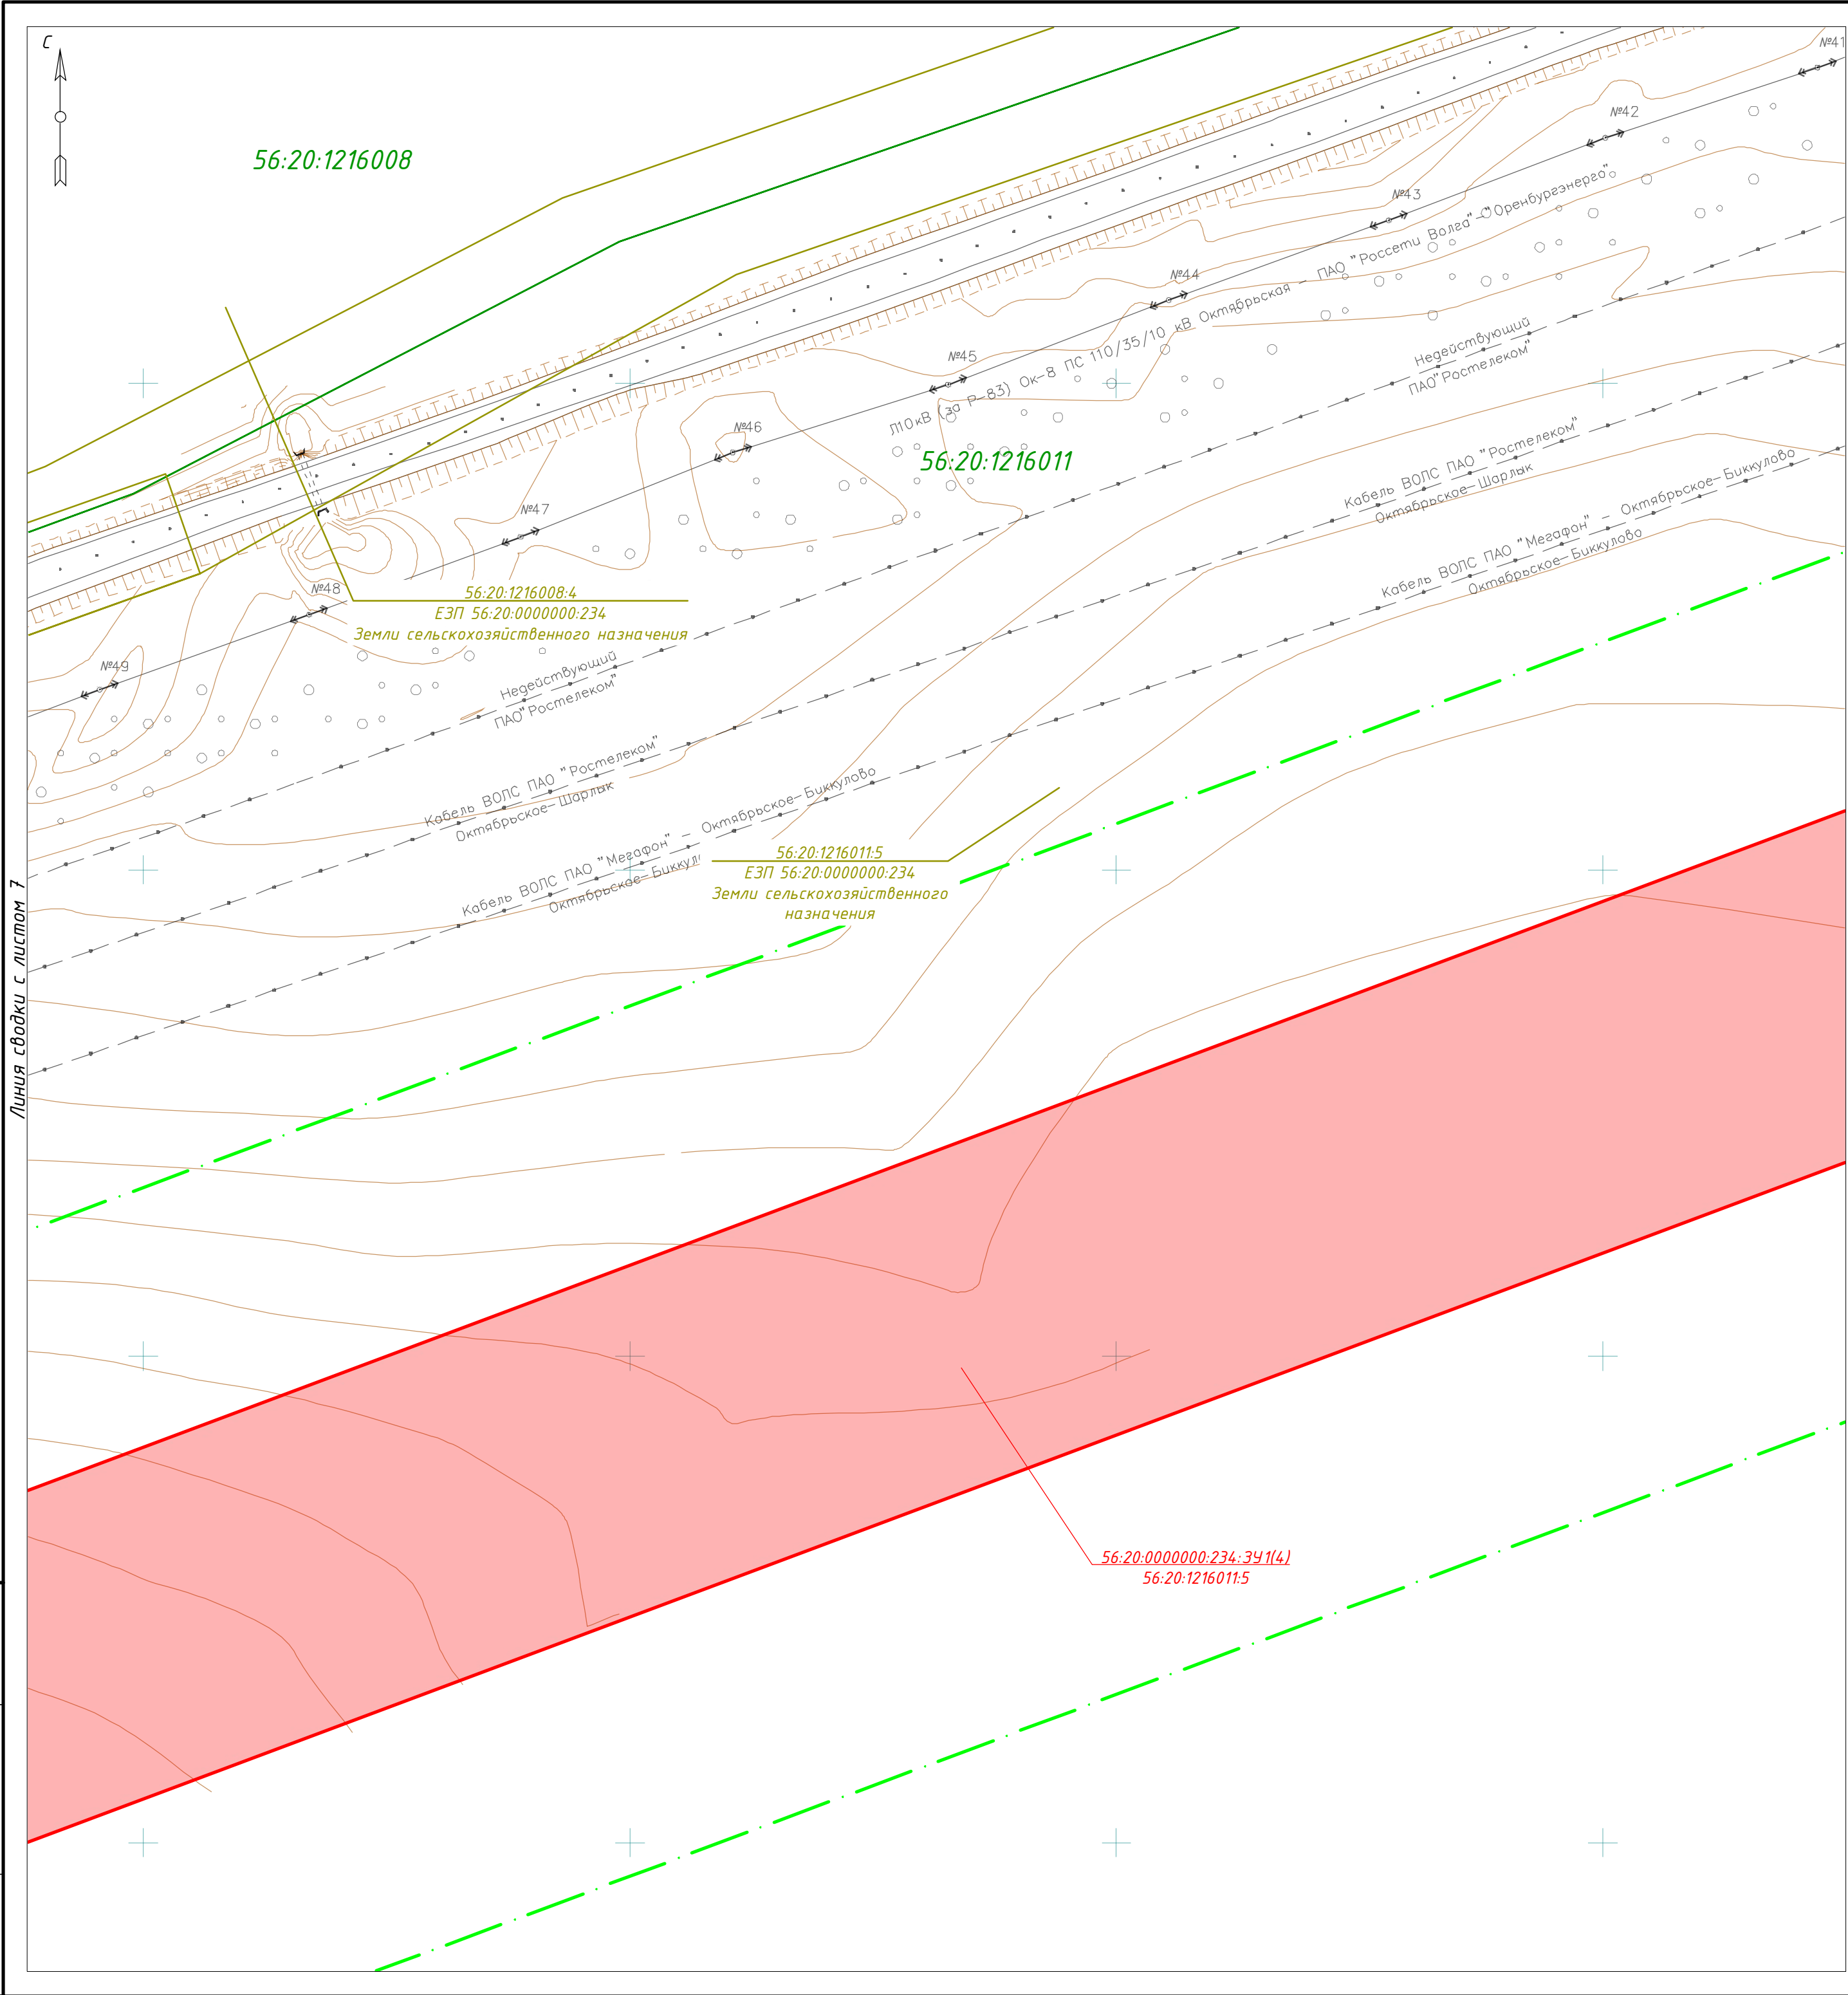 С
№41
№42
56:20:1216008
№43
№44
№45
Л10кВ (за Р-83) Ок-8 ПС 110/35/10 кВ Октябрьская - ПАО "Россети Волга"-"Оренбургэнерго"
Недействующий
ПАО"Ростелеком"
№46
56:20:1216011
Кабель ВОЛС ПАО "Ростелеком"
Октябрьское-Шарлык
Кабель ВОЛС ПАО "Мегафон" - Октябрьское-Биккулово
Октябрьское-Биккулово
№47
№48
56:20:1216008:4
ЕЗП 56:20:0000000:234
Земли сельскохозяйственного назначения
№49
Недействующий
ПАО"Ростелеком"
Кабель ВОЛС ПАО "Ростелеком"
Октябрьское-Шарлык
Кабель ВОЛС ПАО "Мегафон" - Октябрьское-Биккулово
Октябрьское-Биккул
56:20:1216011:5
ЕЗП 56:20:0000000:234
Земли сельскохозяйственного
назначения
Линия сводки с листом 7
56:20:0000000:234:ЗУ1(4)
56:20:1216011:5